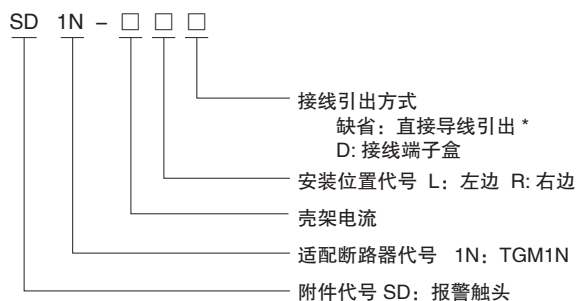 SD 1N - □ □ □
接线引出方式
缺省：直接导线引出 *
D: 接线端子盒
安装位置代号 L：左边 R: 右边
壳架电流
适配断路器代号 1N：TGM1N
附件代号 SD：报警触头